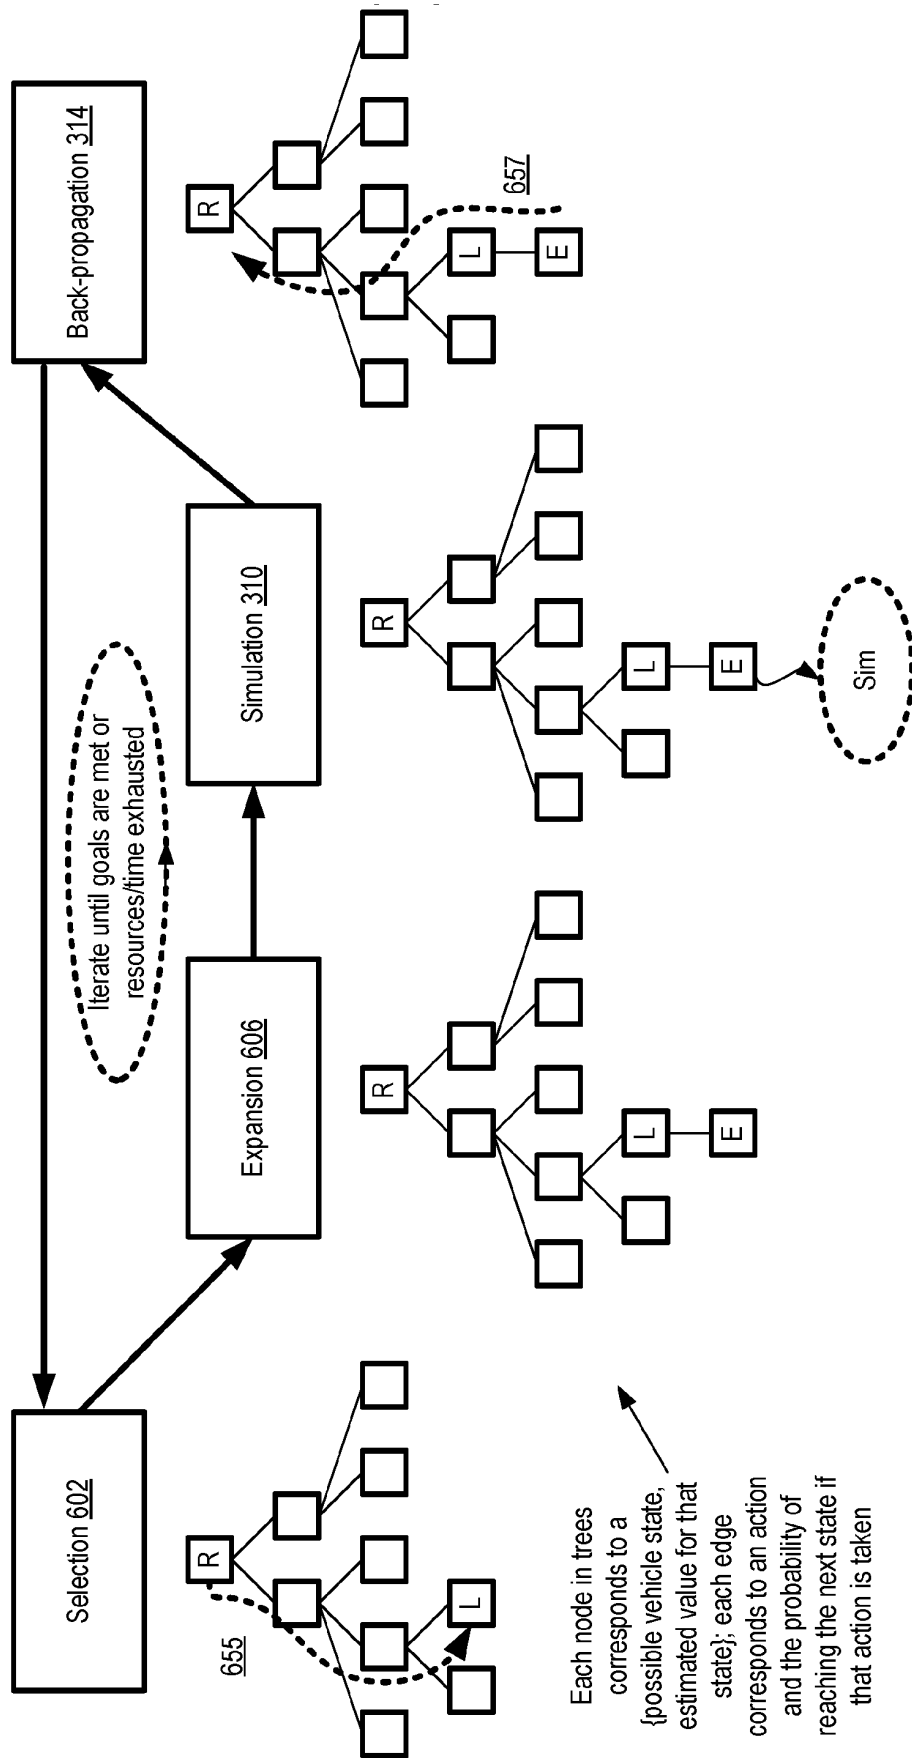 Selection 602
Expansion 606
Simulation 310
Back-propagation 314
Iterate until goals are met or
resources/time exhausted
R
655
L
R
L
E
R
L
E
Sim
R
657
L
E
Each node in trees
corresponds to a
{possible vehicle state,
estimated value for that
state}; each edge
corresponds to an action
and the probability of
reaching the next state if
that action is taken